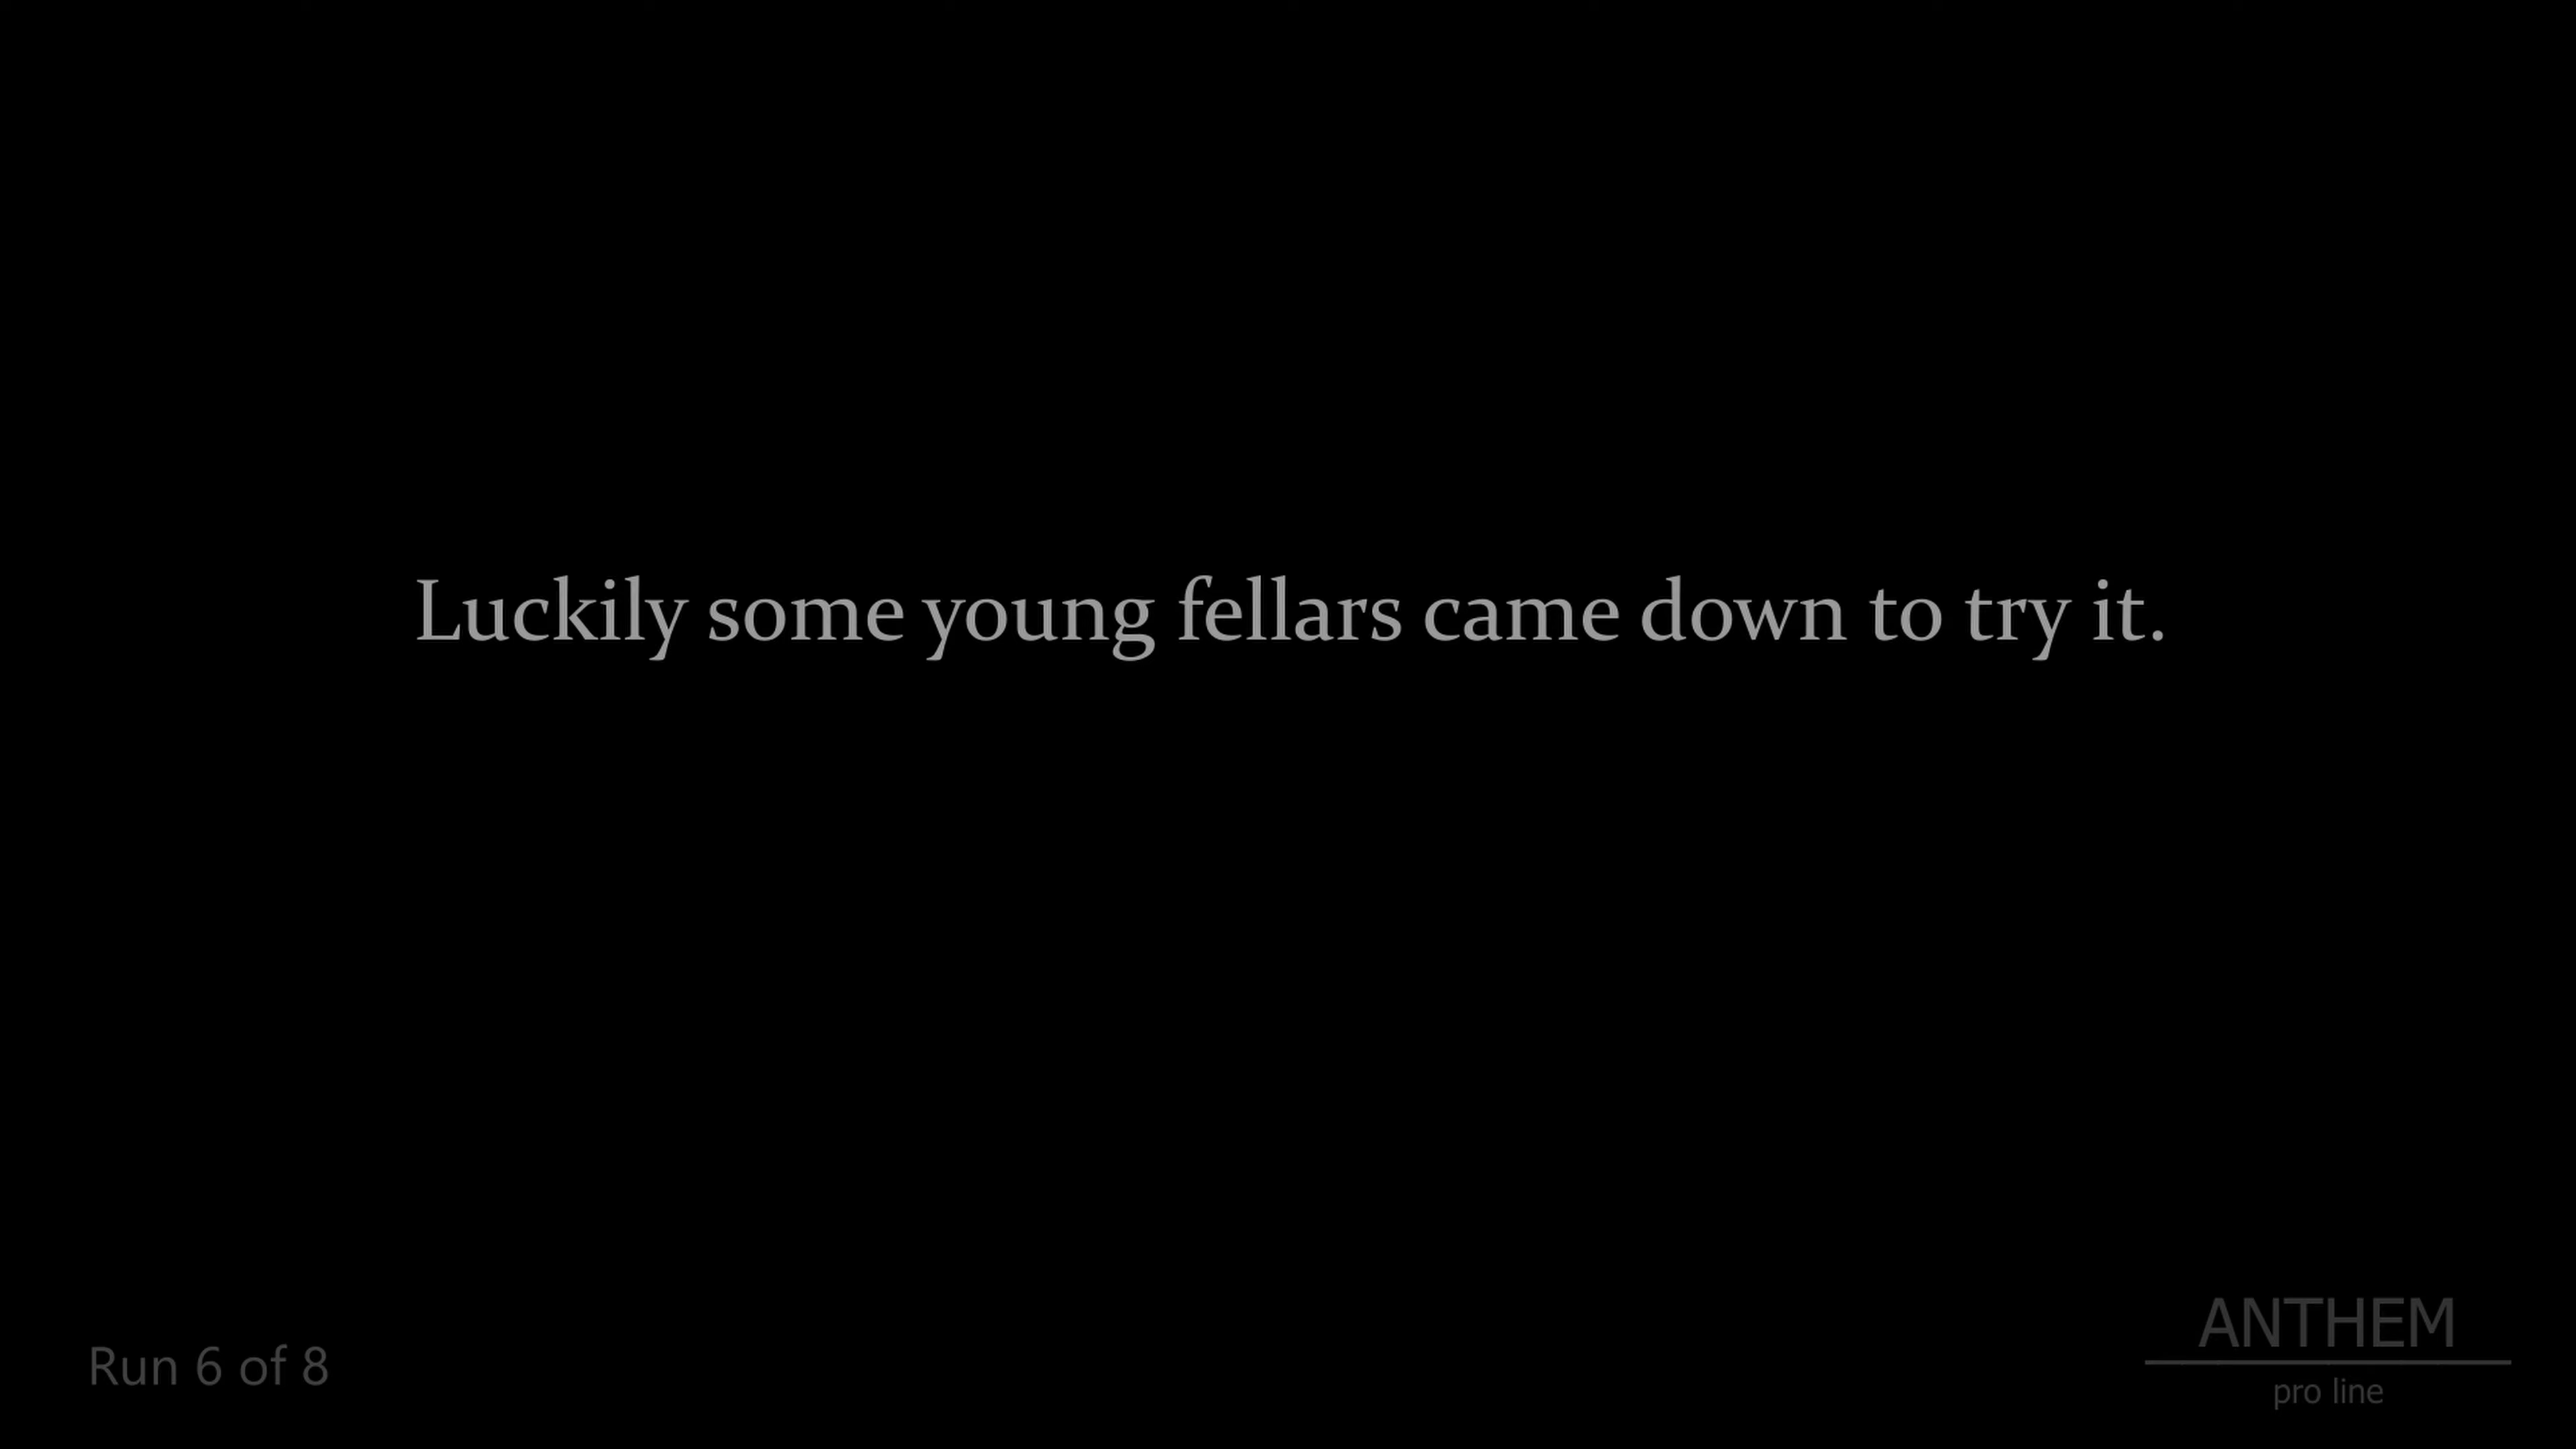 Luckily some young fellars came down to try it.
Run 6 of 8
ANTHEM
pro line